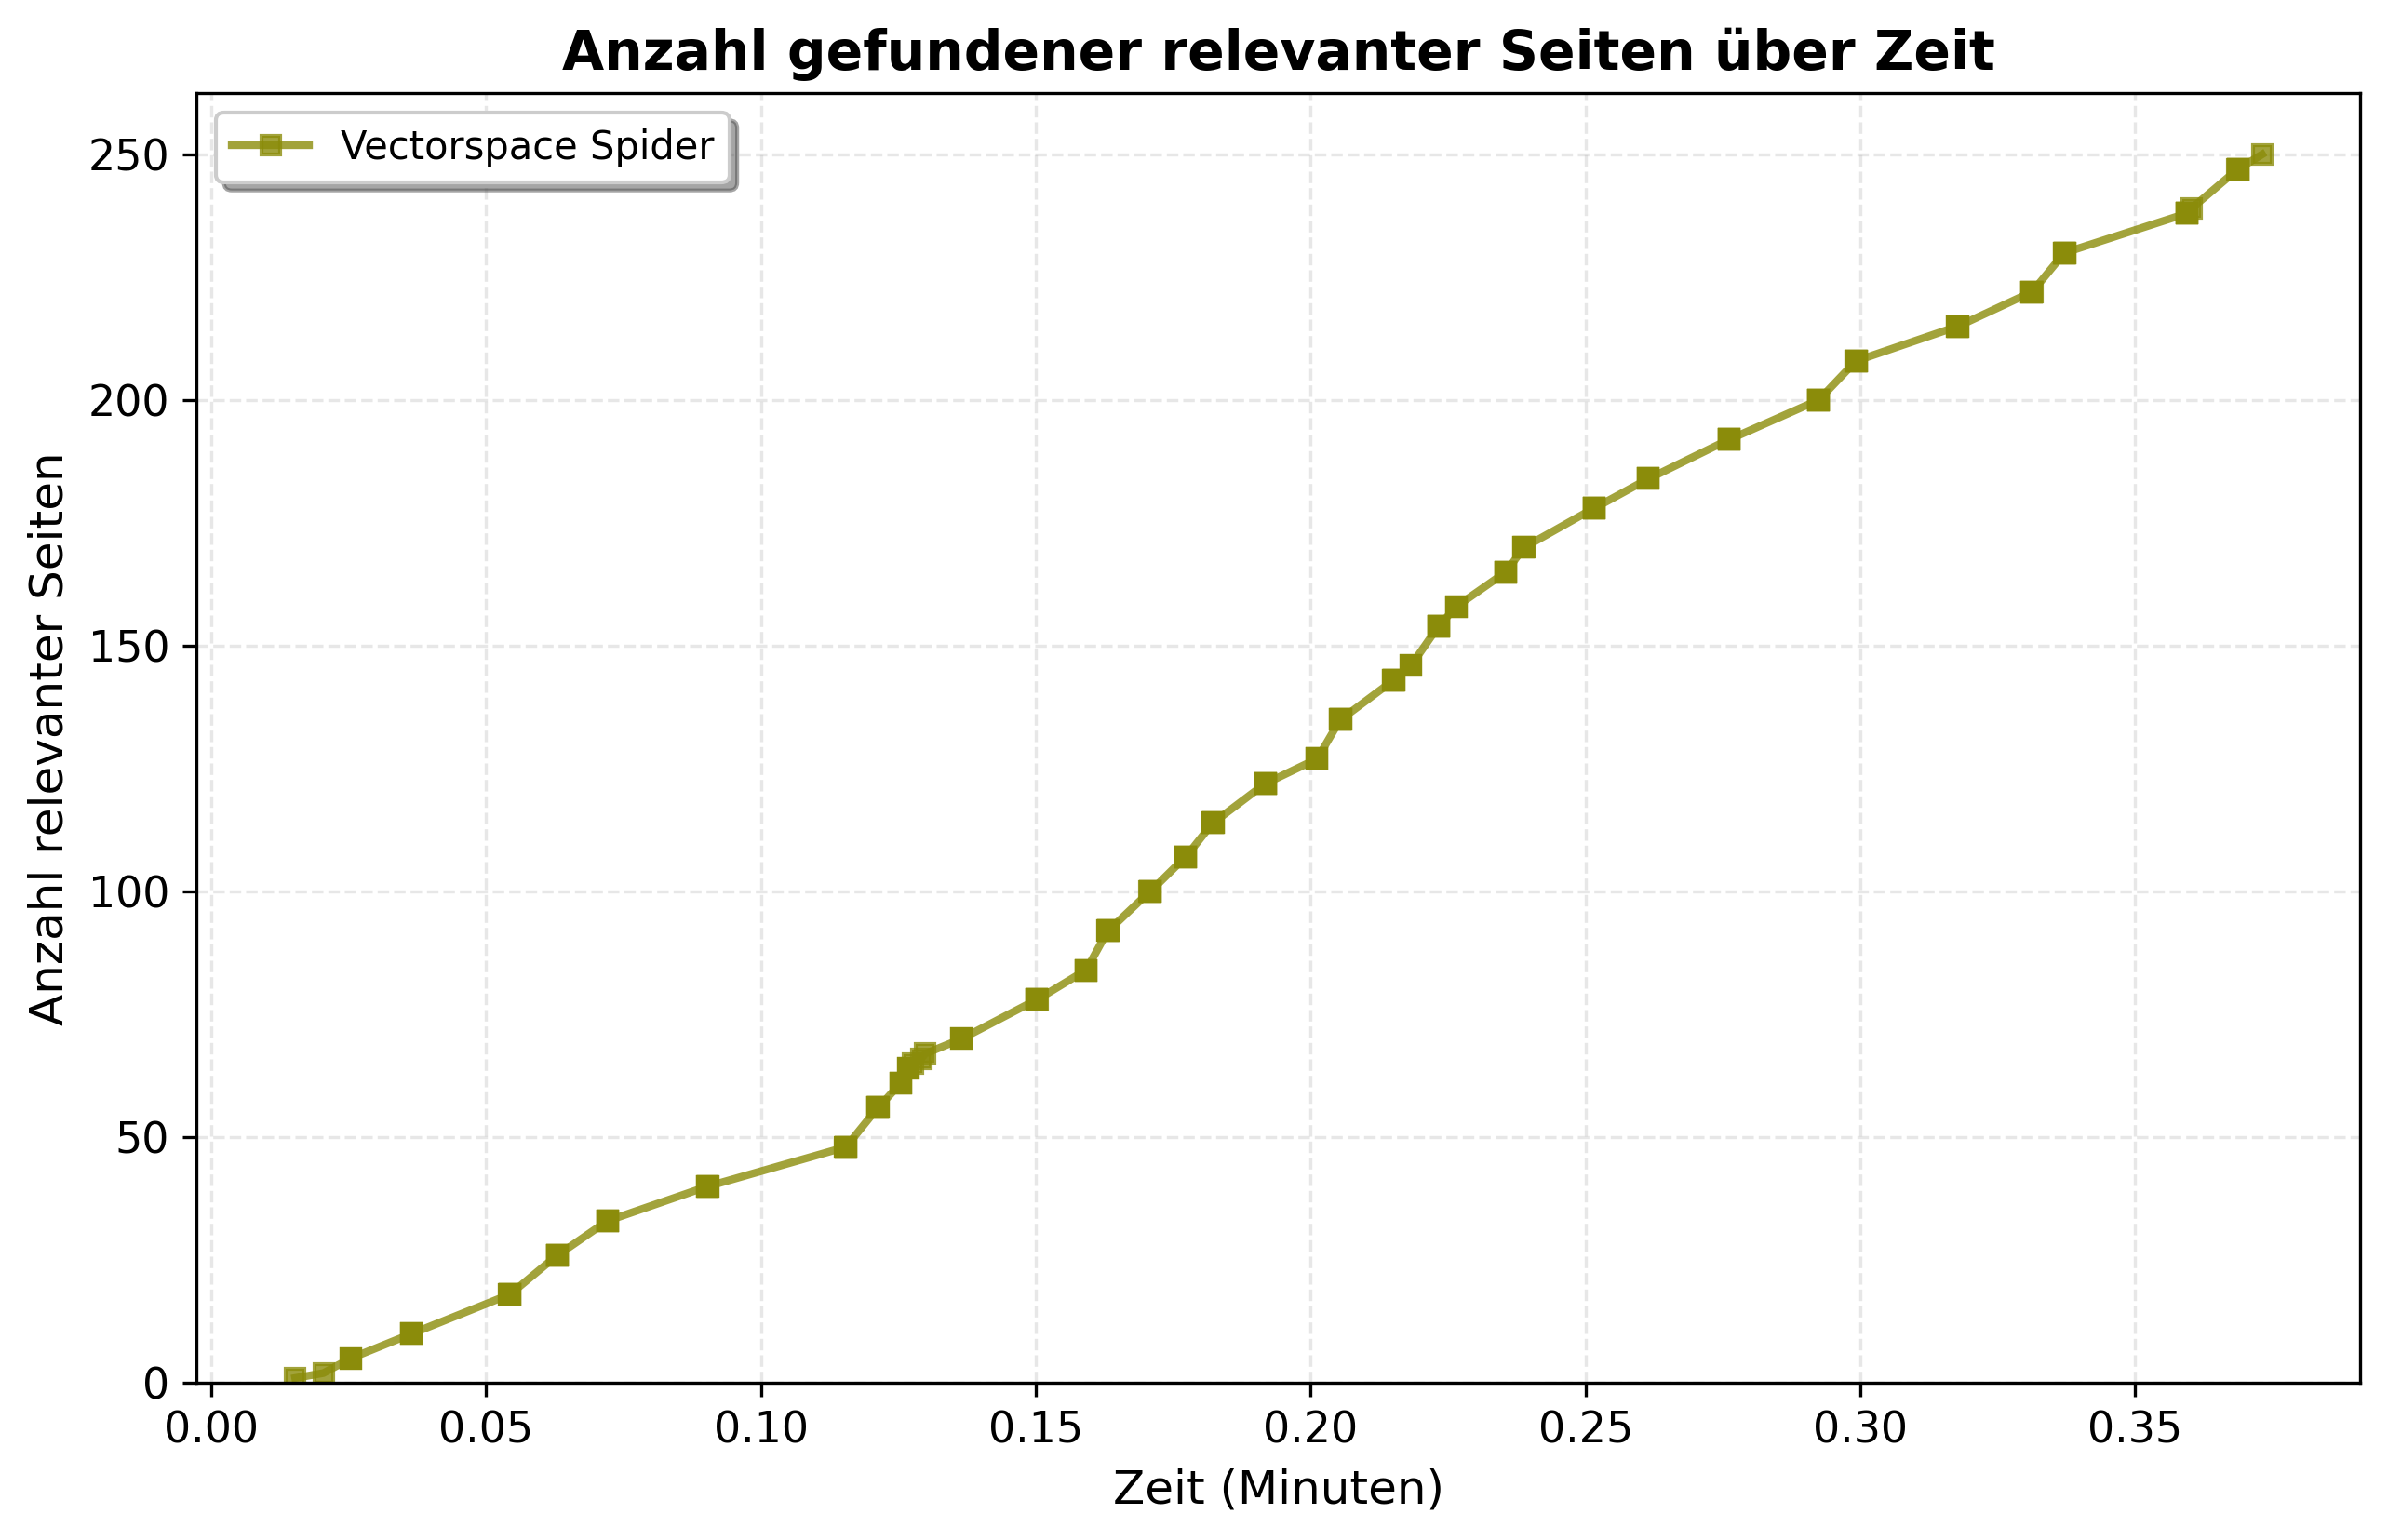 Anzahl gefundener relevanter Seiten über Zeit
Vectorspace Spider
Anzahl relevanter Seiten
250
200
150
100
50
0
0.00 0.05 0.10 0.15 0.20 0.25 0.30 0.35
Zeit (Minuten)